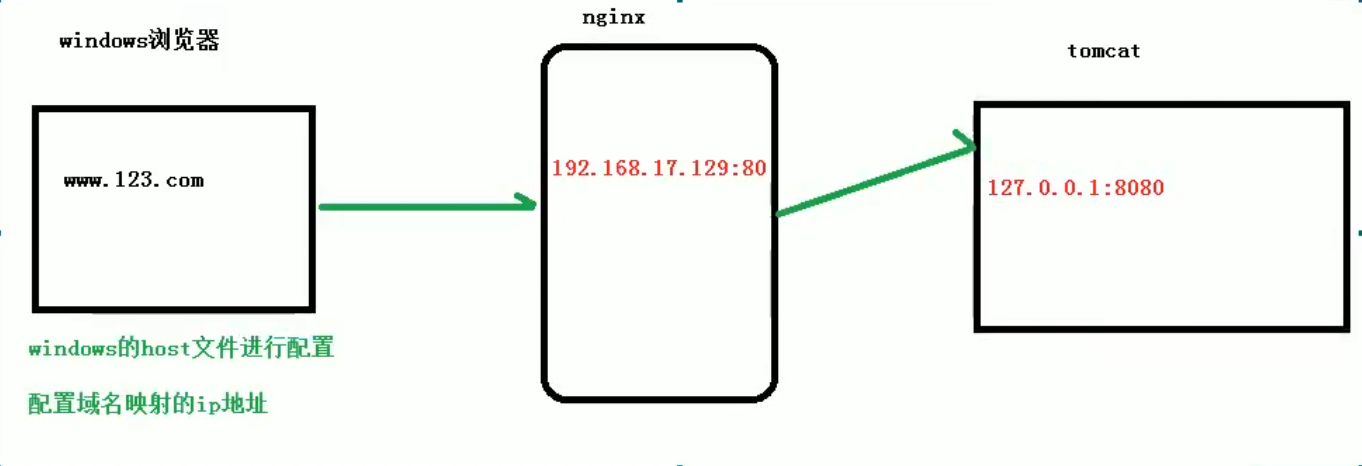 windows浏览器
www.123.com
windows的host文件进行配置
配置域名映射的ip地址
nginx
192.168.17.129:80
tomcat
127.0.0.1:8080